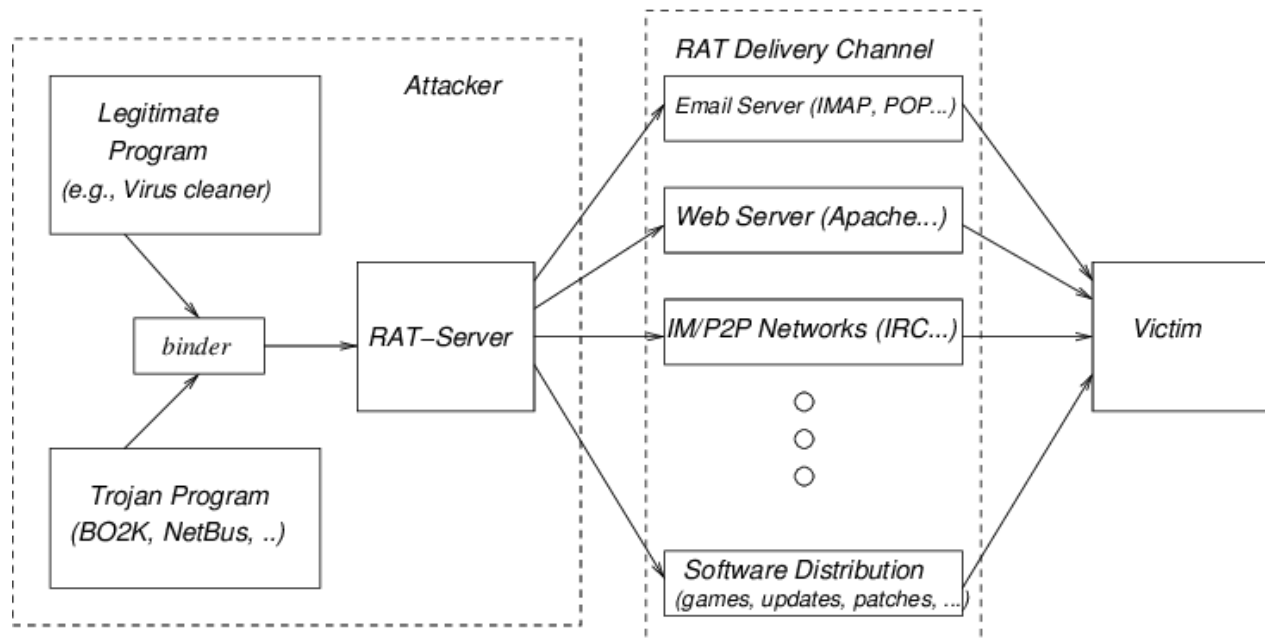 Attacker
Legitimate
Program
(e.g., Virus cleaner)
binder
Trojan Program
(BO2K, NetBus, ..)
RAT–Server
RAT Delivery Channel
Email Server (IMAP, POP...)
Web Server (Apache...)
IM/P2P Networks (IRC...)
Software Distribution
(games, updates, patches, ...)
Victim